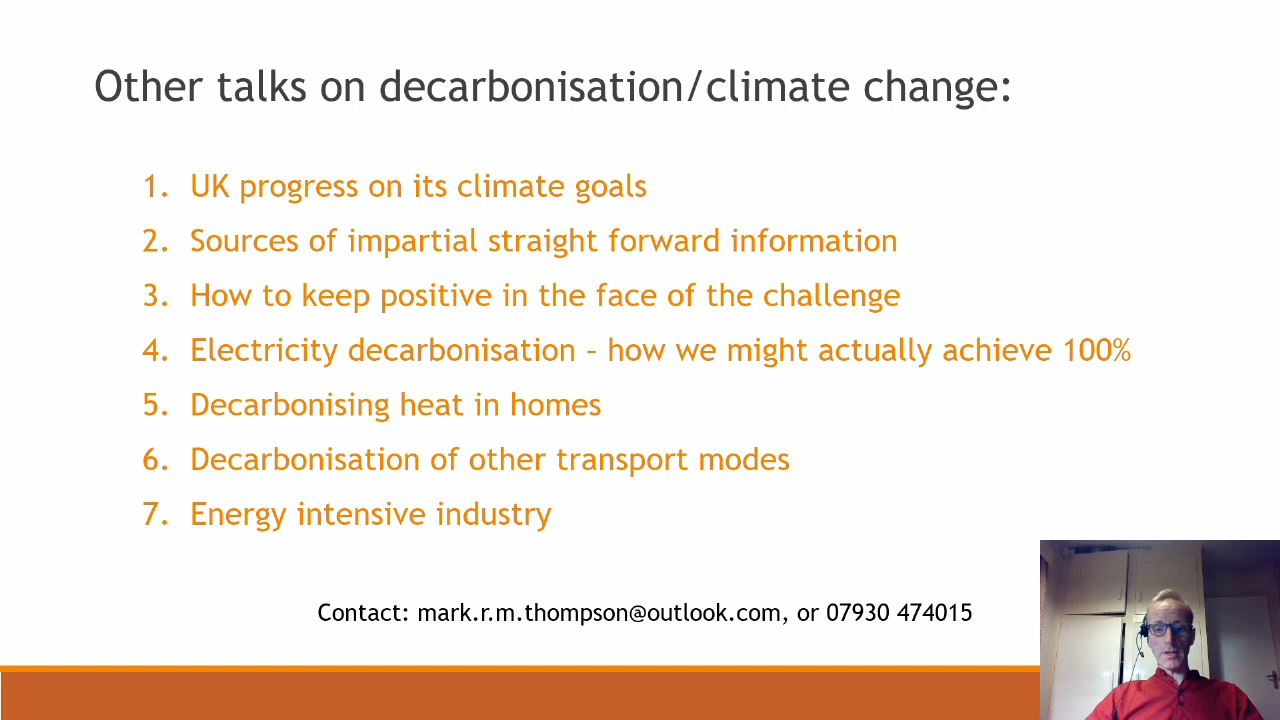 Other talks on decarbonisation/climate change:
1. UK progress on its climate goals
2. Sources of impartial straight forward information
3. How to keep positive in the face of the challenge
4. Electricity decarbonisation – how we might actually achieve 100%
5. Decarbonising heat in homes
6. Decarbonisation of other transport modes
7. Energy intensive industry
Contact: mark.r.m.thompson@outlook.com, or 07930 474015